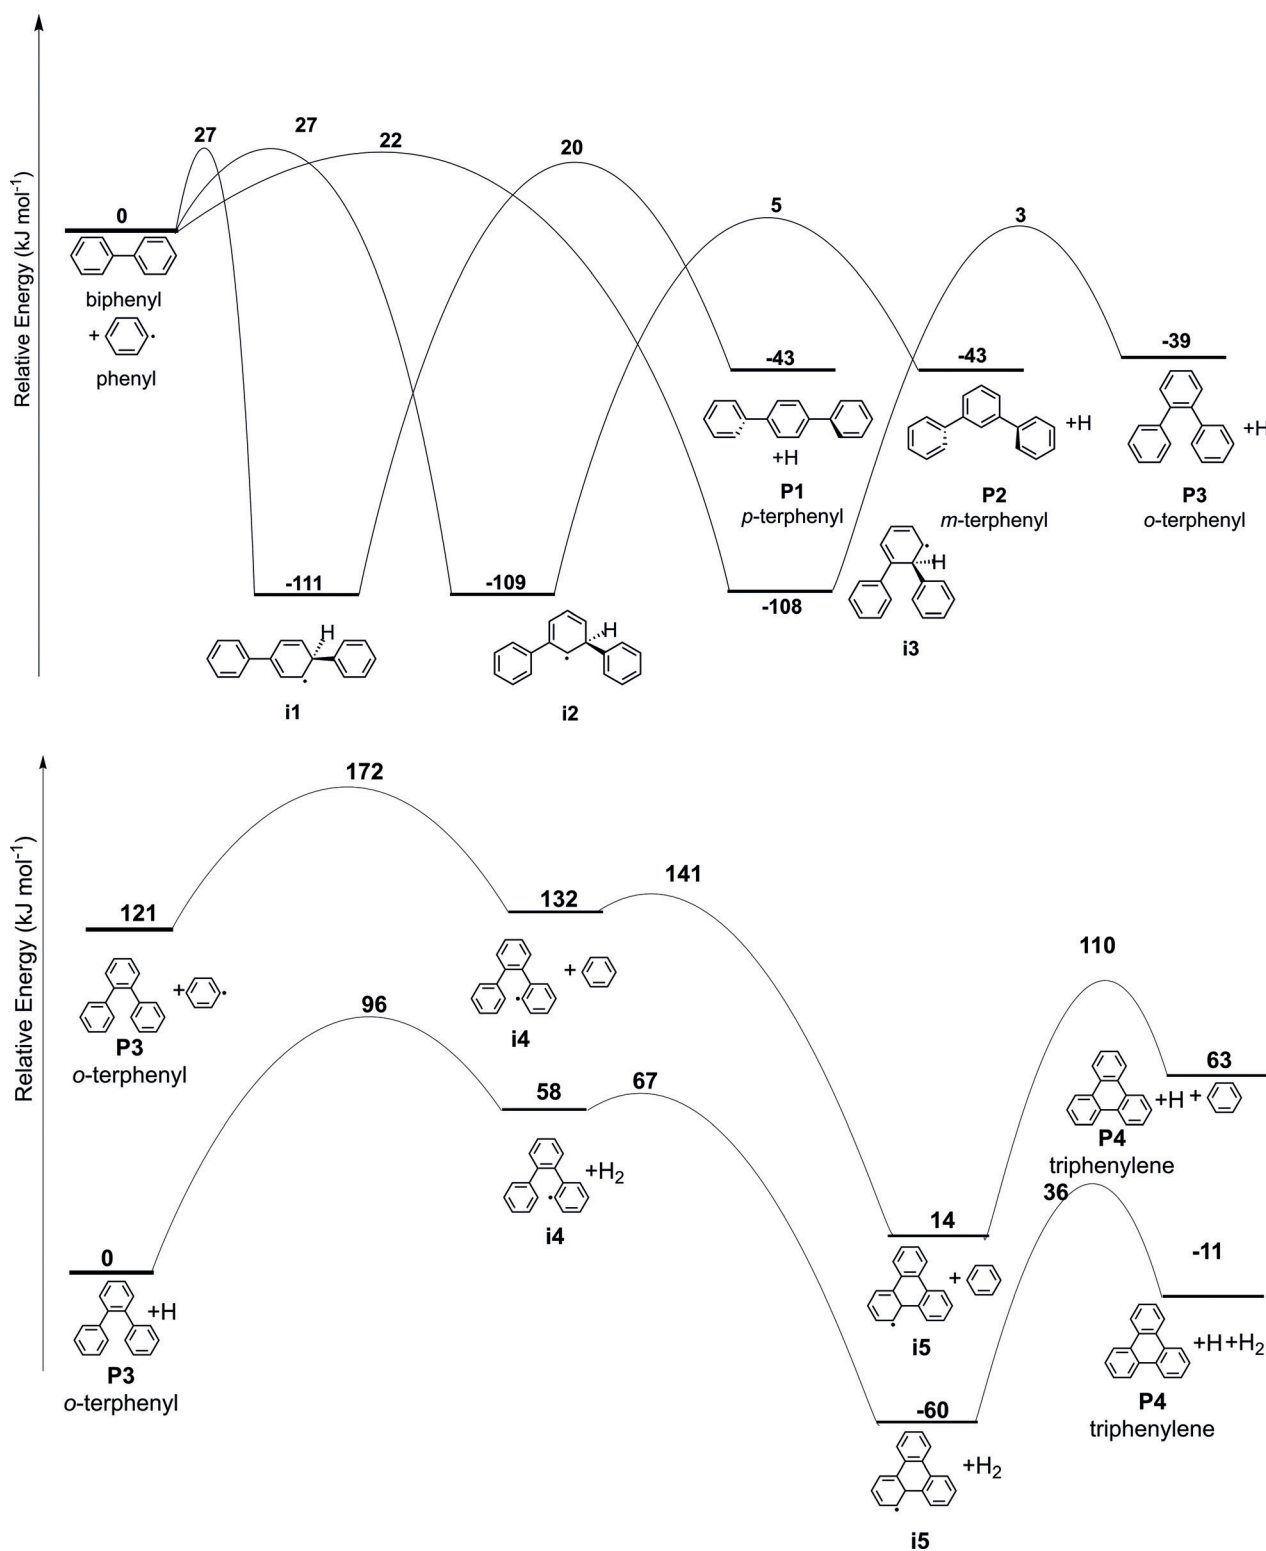 Relative Energy (kJ mol⁻¹)
27
27
22
20
5
3
0
biphenyl
+
phenyl
-43
+H
P1
p-terphenyl
-43
+H
P2
m-terphenyl
-39
+H
P3
o-terphenyl
-111
H
i1
-109
H
i2
-108
H
i3
Relative Energy (kJ mol⁻¹)
172
121
+
P3
o-terphenyl
132
+
i4
141
14
+
i5
110
63
+H +
P4
triphenylene
0
+H
P3
o-terphenyl
96
58
+H₂
i4
67
-60
+H₂
i5
36
-11
+H +H₂
P4
triphenylene